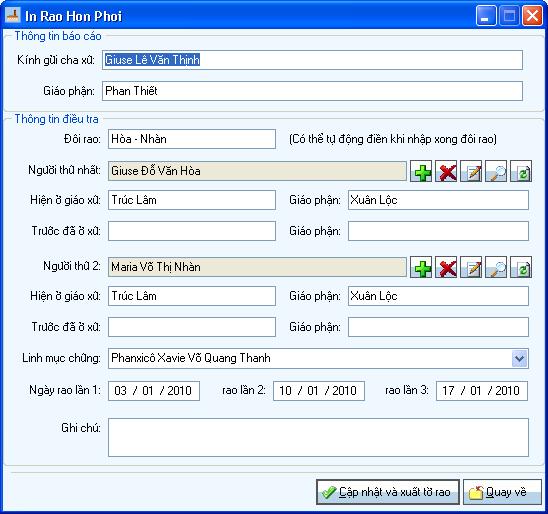 In Rao Hon Phoi
Thông tin báo cáo
Kính gửi cha xứ: Giuse Lê Văn Thịnh
Giáo phận: Phan Thiết
Thông tin điều tra
Đôi rao: Hòa - Nhàn (Có thể tự động điền khi nhập xong đôi rao)
Người thứ nhất: Giuse Đỗ Văn Hòa
Hiện ở giáo xứ: Trúc Lâm Giáo phận: Xuân Lộc
Trước đã ở xứ: Giáo phận:
Người thứ 2: Maria Võ Thị Nhàn
Hiện ở giáo xứ: Trúc Lâm Giáo phận: Xuân Lộc
Trước đã ở xứ: Giáo phận:
Linh mục chứng: Phanxicô Xavie Võ Quang Thanh
Ngày rao lần 1: 03 / 01 / 2010 rao lần 2: 10 / 01 / 2010 rao lần 3: 17 / 01 / 2010
Ghi chú:
Cập nhật và xuất tờ rao Quay về